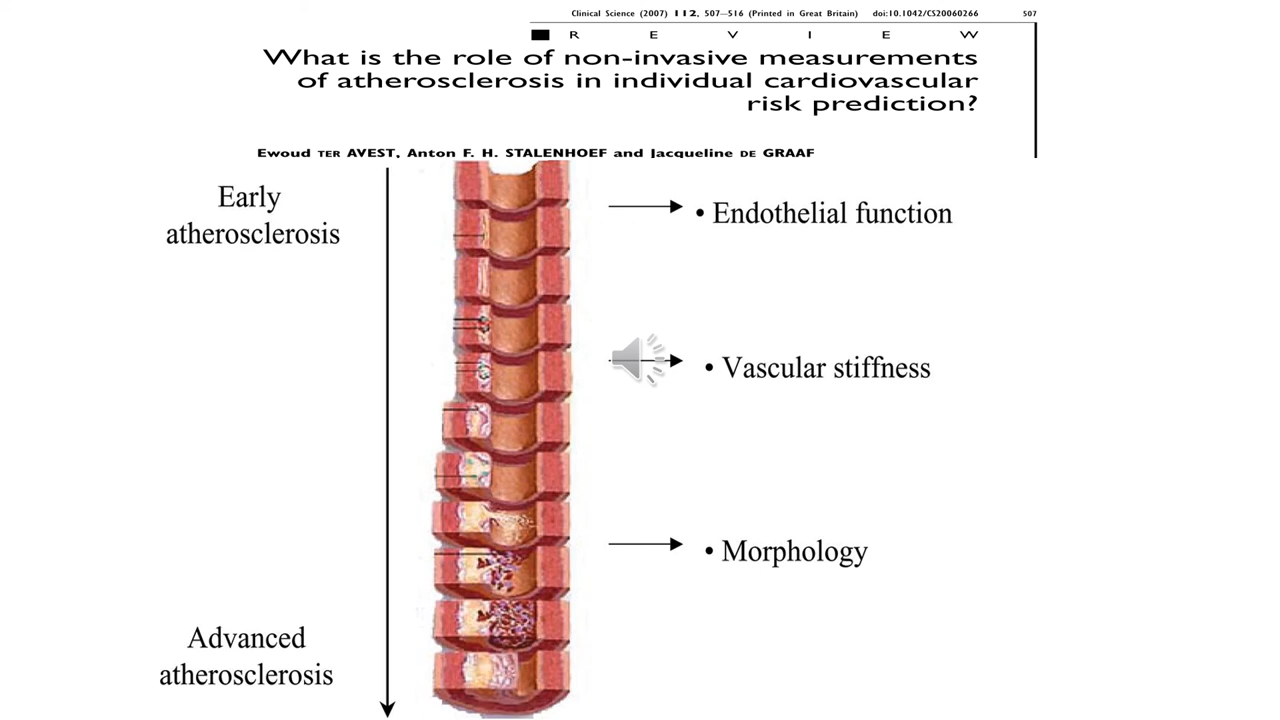 Clinical Science (2007) 112, 507–516 (Printed in Great Britain) doi:10.1042/CS20060266 507
R E V I E W
What is the role of non-invasive measurements
of atherosclerosis in individual cardiovascular
risk prediction?
Ewoud TER AVEST, Anton F. H. STALENHOEF and Jacqueline DE GRAAF
Early
atherosclerosis
• Endothelial function
• Vascular stiffness
• Morphology
Advanced
atherosclerosis